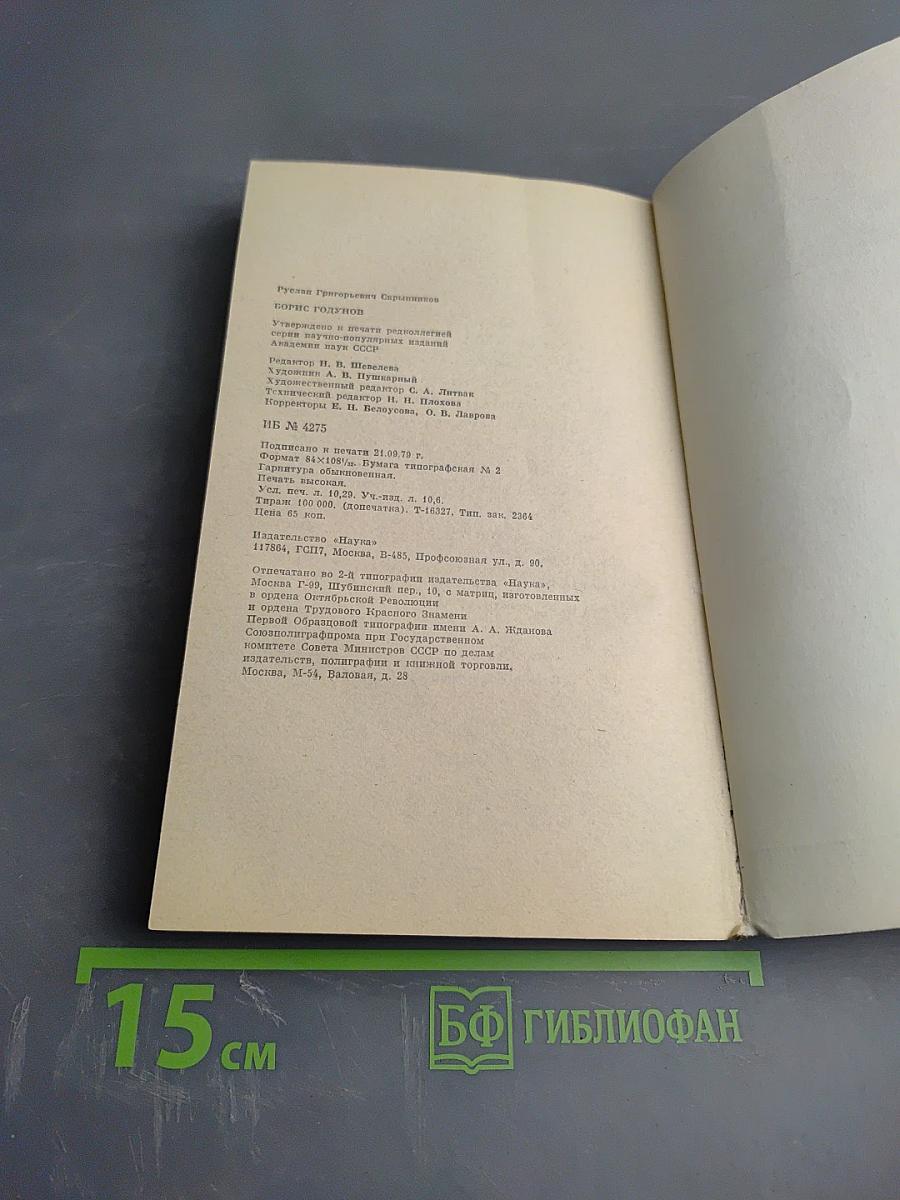 Руслан Григорьевич Скрынников
БОРИС ГОДУНОВ
Утверждено к печати редколлегией
серии научно-популярных изданий
Академии наук СССР
Редактор Н. В. Шевелева
Художник А. В. Пушкарный
Художественный редактор С. А. Литвак
Технический редактор Н. Н. Плохова
Корректоры Е. Н. Белоусова, О. В. Лаврова
ИБ № 4275
Подписано к печати 21.09.79 г.
Формат 84×108¹/₃₂. Бумага типографская № 2
Гарнитура обыкновенная.
Печать высокая.
Усл. печ. л. 10,29. Уч.-изд. л. 10,6.
Тираж 100 000. (допечатка). Т-16327. Тип. зак. 2364
Цена 65 коп.
Издательство «Наука»
117864, ГСП7, Москва, В-485, Профсоюзная ул., д. 90.
Отпечатано во 2-й типографии издательства «Наука»,
Москва Г-99, Шубинский пер., 10, с матриц, изготовленных
в ордена Октябрьской Революции
и ордена Трудового Красного Знамени
Первой Образцовой типографии имени А. А. Жданова
Союзполиграфпрома при Государственном
комитете Совета Министров СССР по делам
издательств, полиграфии и книжной торговли.
Москва, М-54, Валовая, д. 28
15 см
БФ ГИБЛИОФАН